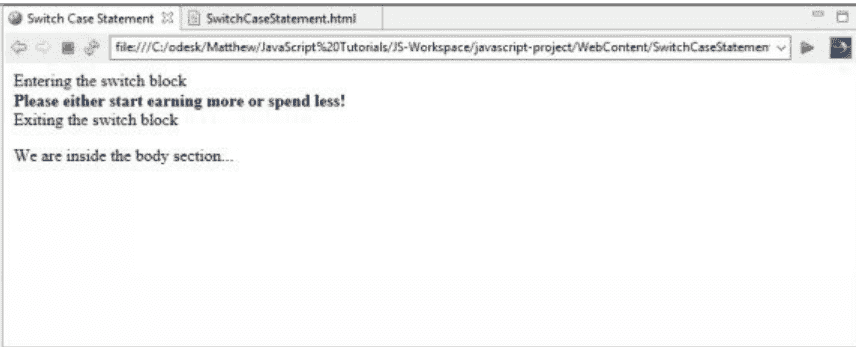 Switch Case Statement
SwitchCaseStatement.html
file:///C:/odesk/Matthew/JavaScript%20Tutorials/JS-Workspace/javascript-project/WebContent/SwitchCaseStatemen
Entering the switch block
Please either start earning more or spend less!
Exiting the switch block
We are inside the body section...